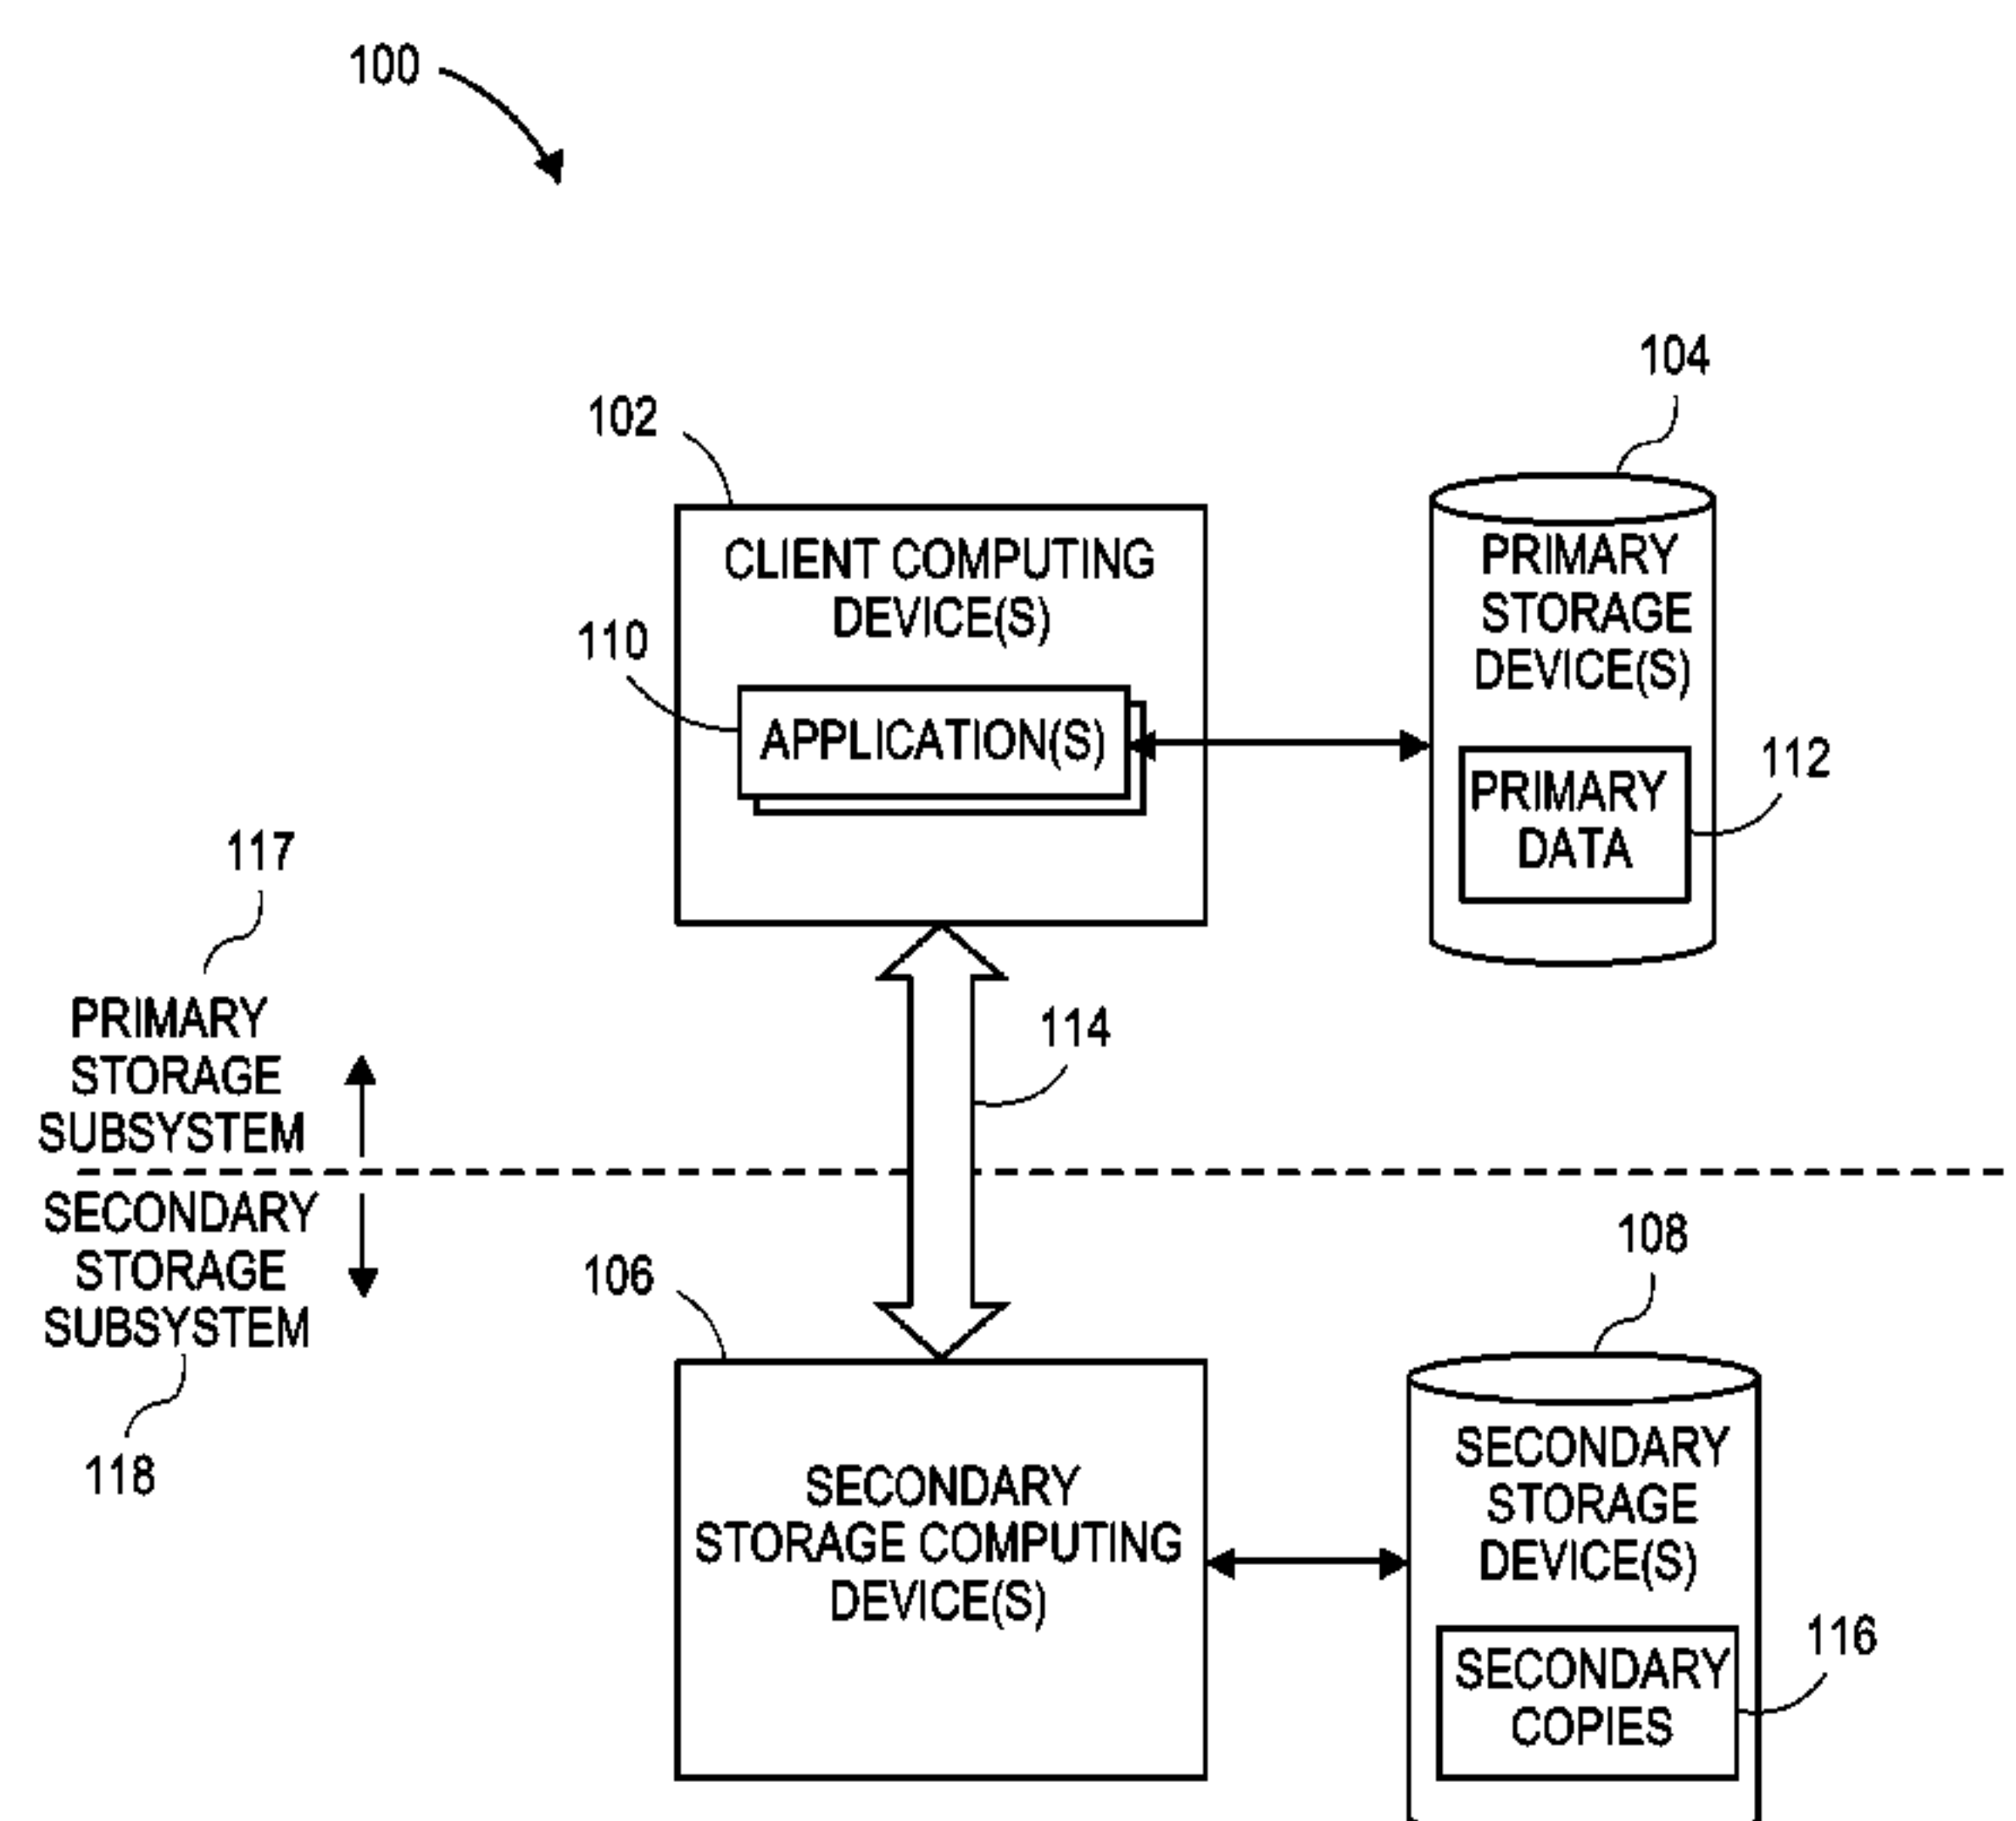 100
104
102
CLIENT COMPUTING
DEVICE(S)
PRIMARY
STORAGE
DEVICE(S)
110
APPLICATION(S)
112
PRIMARY
DATA
117
PRIMARY
STORAGE
SUBSYSTEM
114
SECONDARY
STORAGE
SUBSYSTEM
118
106
108
SECONDARY
STORAGE COMPUTING
DEVICE(S)
SECONDARY
STORAGE
DEVICE(S)
116
SECONDARY
COPIES